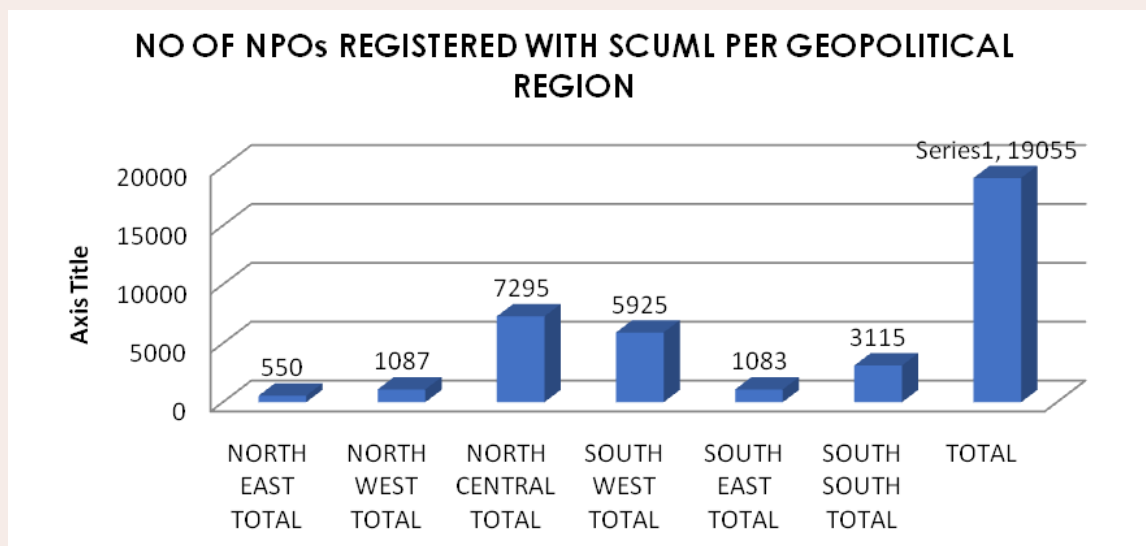 NO OF NPOs REGISTERED WITH SCUML PER GEOPOLITICAL
REGION
Series1, 19055
20000
15000
10000
5000
0
Axis Title
7295
5925
3115
550
1087
1083
NORTH EAST TOTAL
NORTH WEST TOTAL
NORTH CENTRAL TOTAL
SOUTH WEST TOTAL
SOUTH EAST TOTAL
SOUTH SOUTH TOTAL
TOTAL